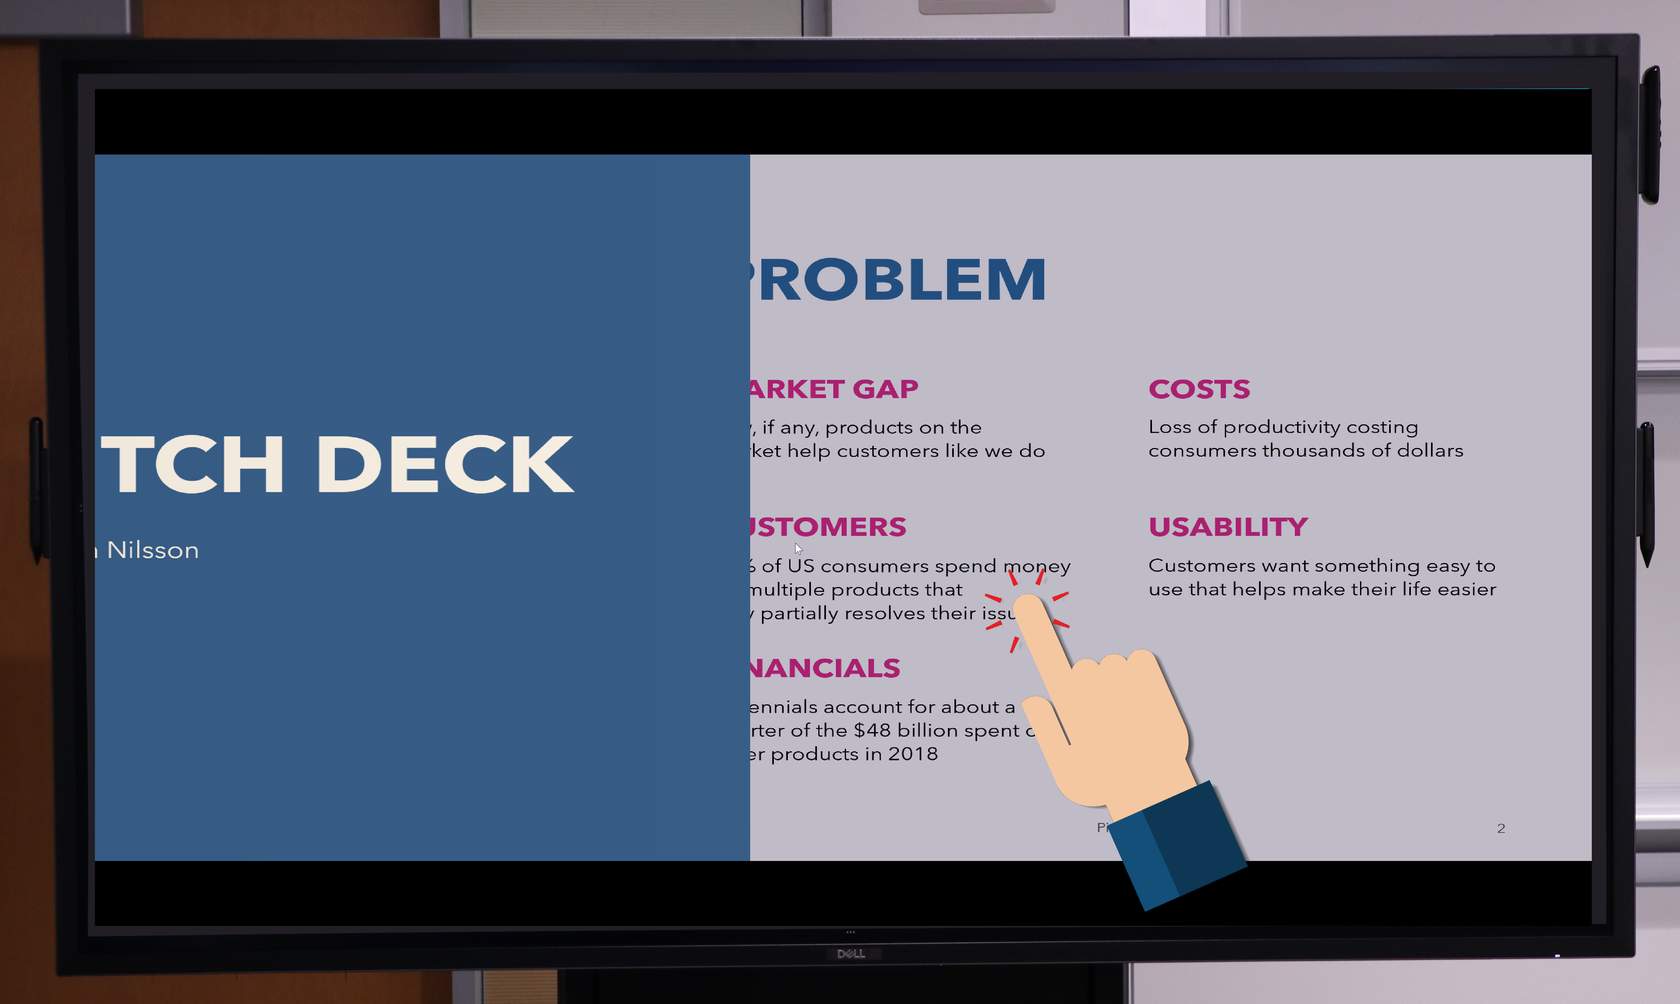 TCH DECK
Nilsson
PROBLEM
ARKET GAP
, if any, products on the
ket help customers like we do
USTOMERS
% of US consumers spend money
multiple products that
y partially resolves their issu
NANCIALS
ennials account for about a
rter of the $48 billion spent
er products in 2018
COSTS
Loss of productivity costing
consumers thousands of dollars
USABILITY
Customers want something easy to
use that helps make their life easier
Pi
2
DELL